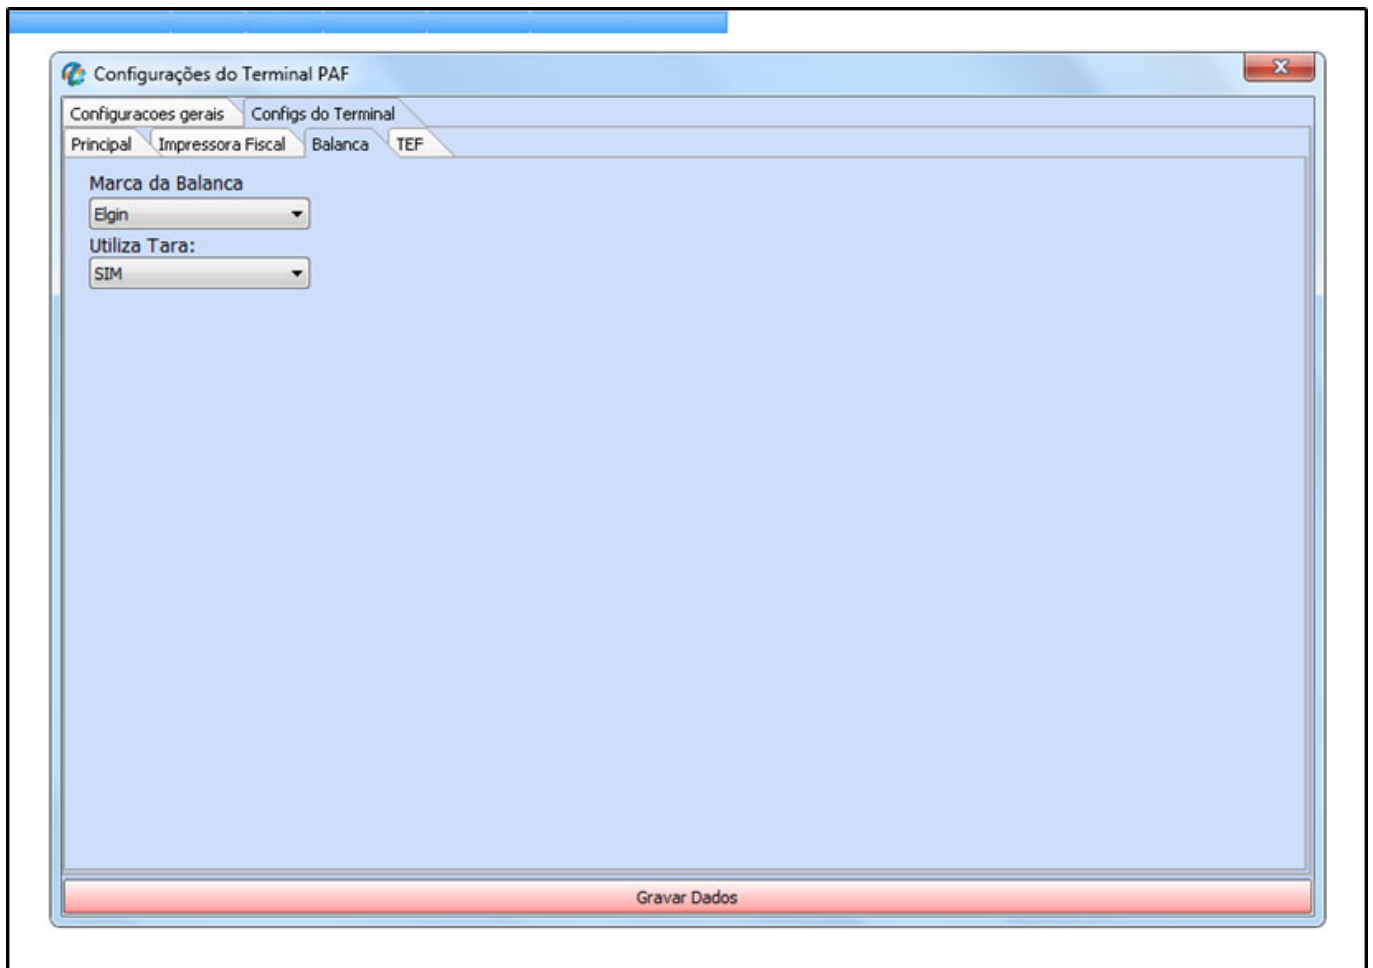 Configurações do Terminal PAF
Configuracoes gerais Configs do Terminal
Principal Impressora Fiscal Balanca TEF
Marca da Balanca
Elgin
Utiliza Tara:
SIM
Gravar Dados